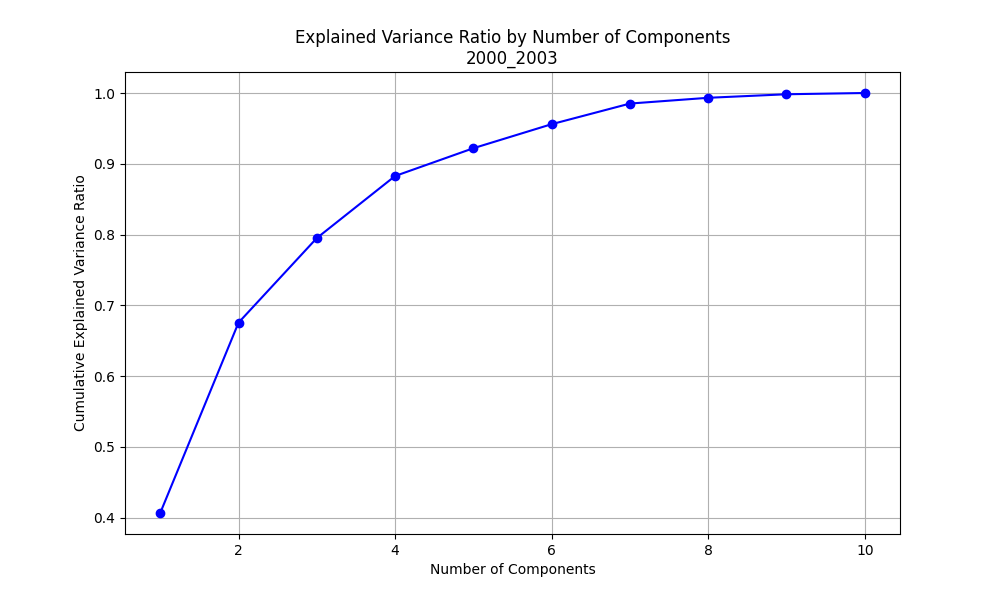 Explained Variance Ratio by Number of Components
2000_2003
Cumulative Explained Variance Ratio
1.0
0.9
0.8
0.7
0.6
0.5
0.4
2 4 6 8 10
Number of Components